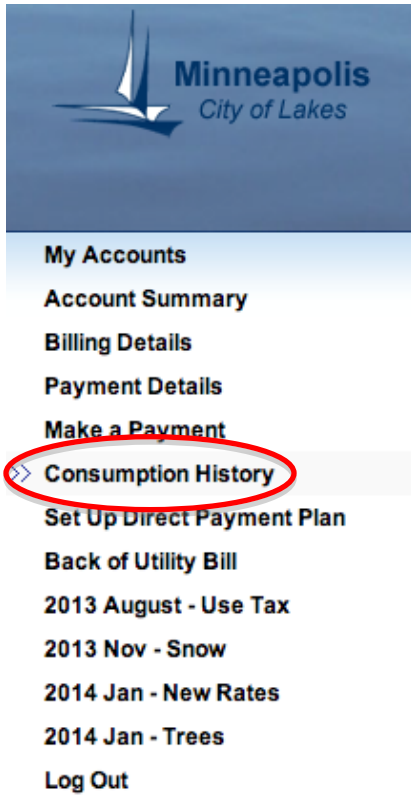 Minneapolis
City of Lakes
My Accounts
Account Summary
Billing Details
Payment Details
Make a Payment
>> Consumption History
Set Up Direct Payment Plan
Back of Utility Bill
2013 August - Use Tax
2013 Nov - Snow
2014 Jan - New Rates
2014 Jan - Trees
Log Out